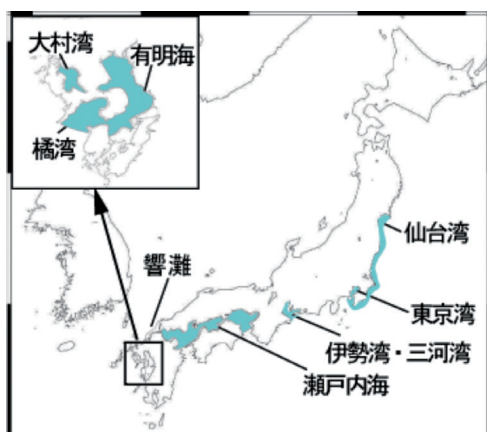 大村湾
有明海
橘湾
仙台湾
響灘
東京湾
伊勢湾・三河湾
瀬戸内海